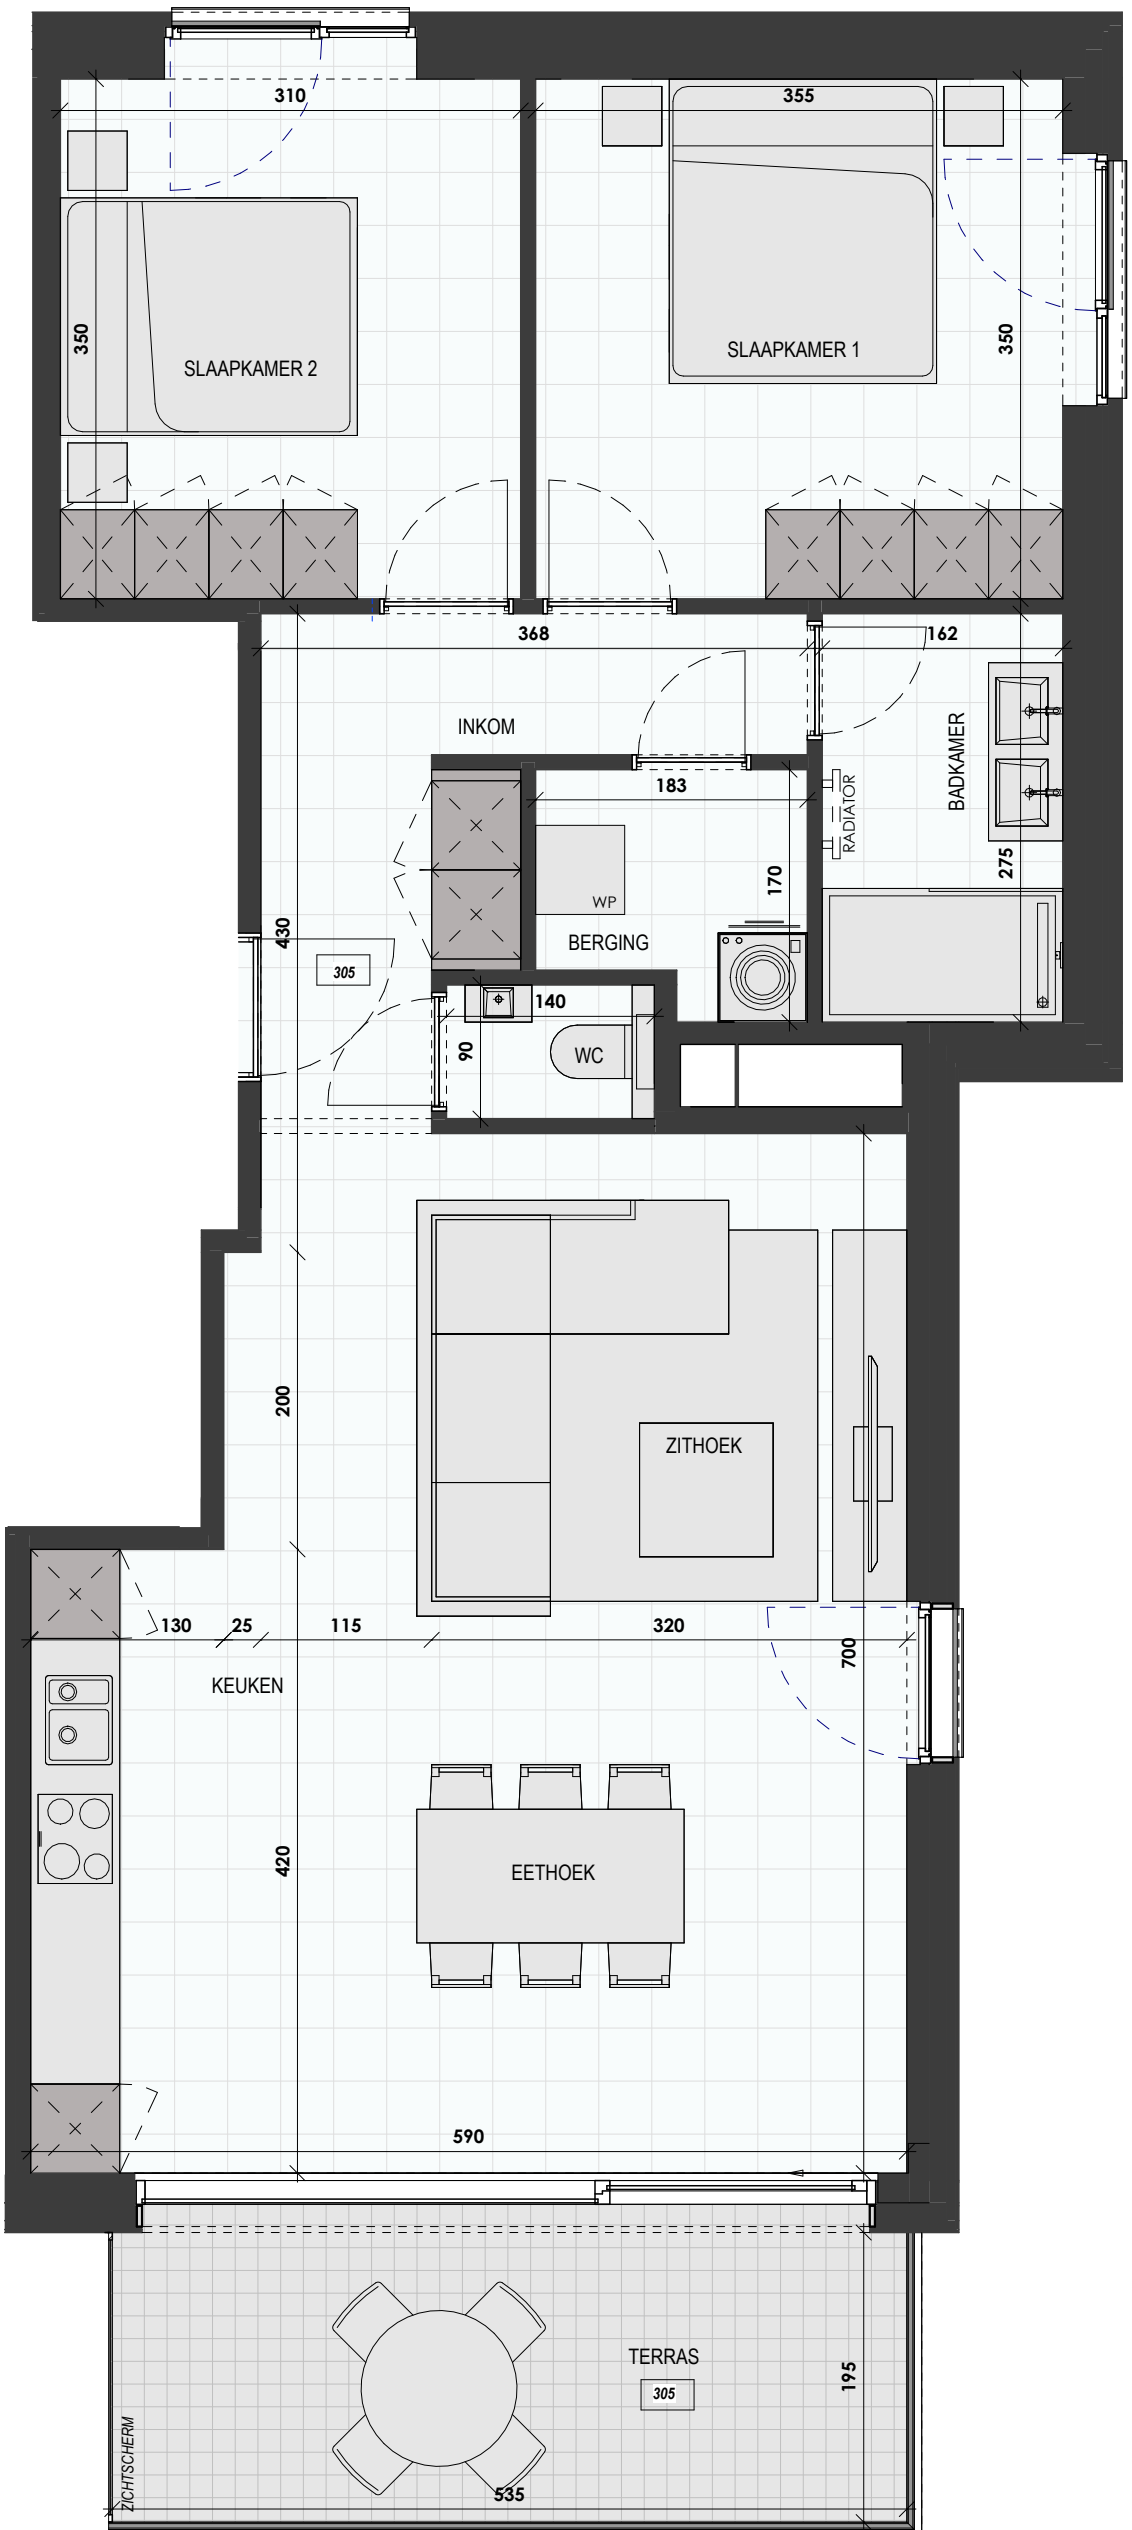 310
355
350
SLAAPKAMER 2
SLAAPKAMER 1
350
368
162
INKOM
BADKAMER
183
RADIATOR
275
170
WP
BERGING
430
305
140
90
WC
200
ZITHOEK
130
25
115
320
700
KEUKEN
420
EETHOEK
590
TERRAS
305
195
ZICHTSCHERM
535